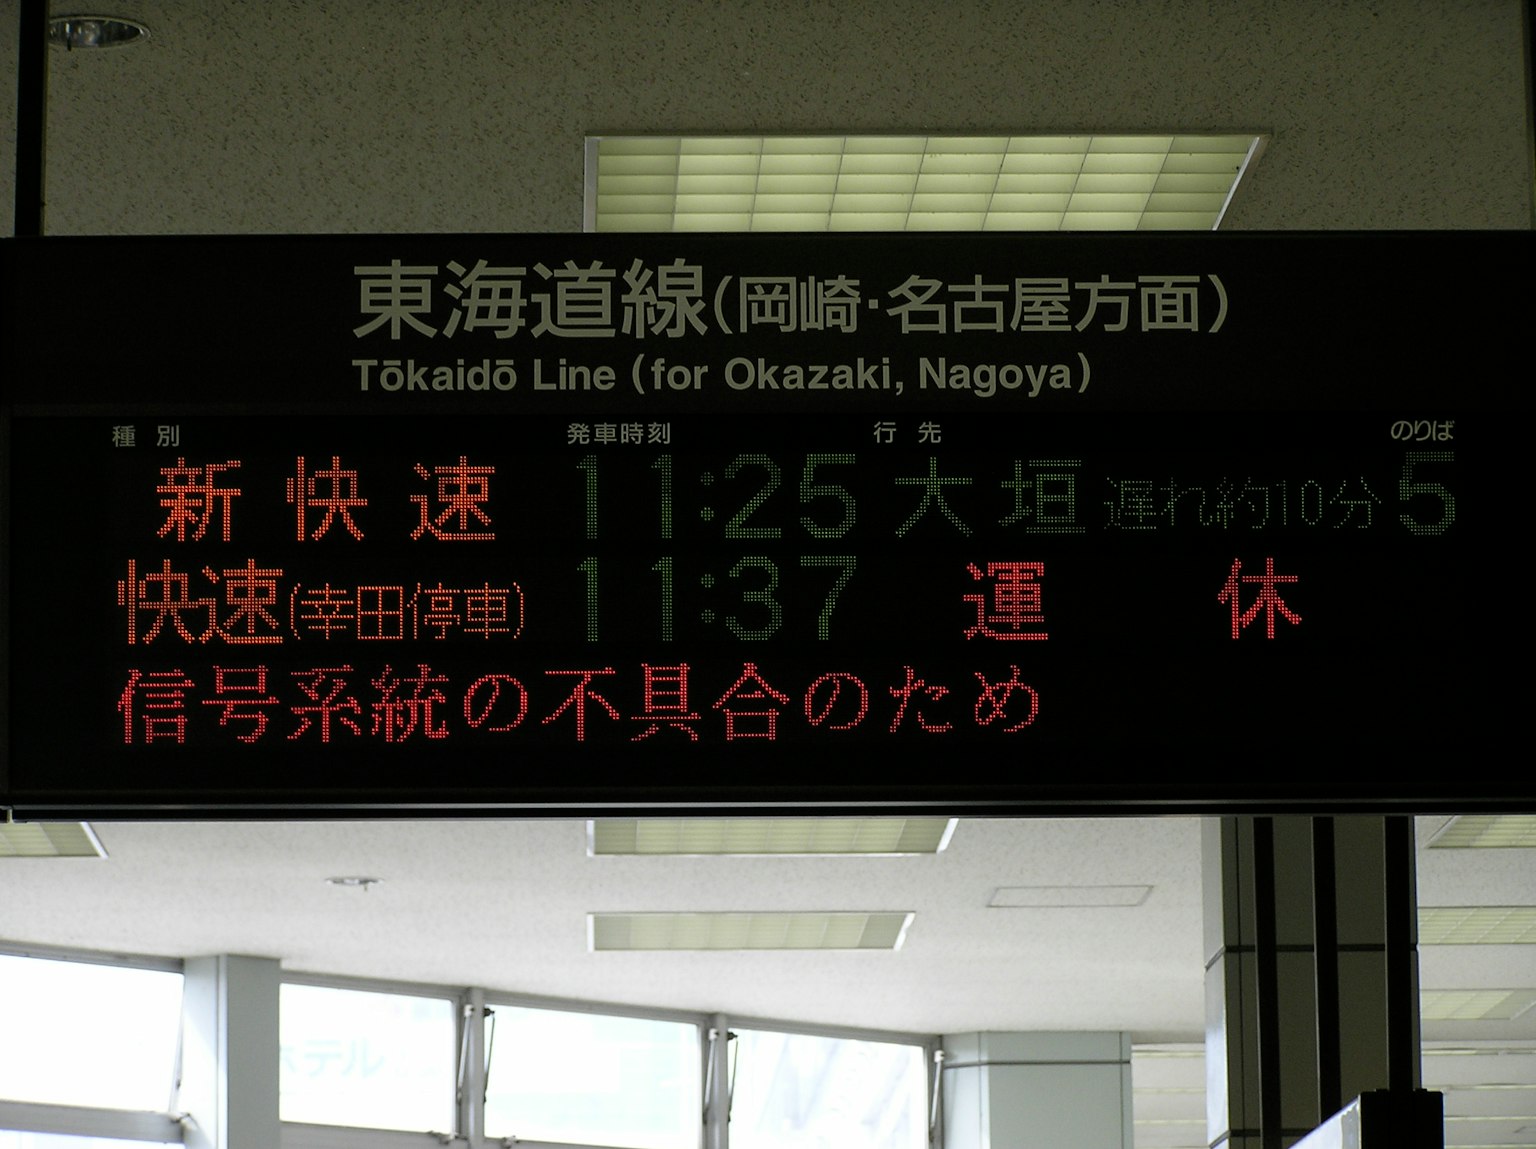 東海道線(岡崎・名古屋方面)
Tōkaidō Line (for Okazaki, Nagoya)
種別 発車時刻 行先 のりば
新快速 11:25 大垣 遅れ約10分 5
快速(幸田停車) 11:37 運休
信号系統の不具合のため
ホテル